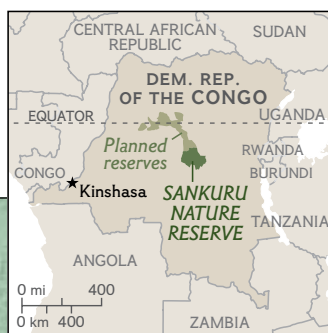 CENTRAL AFRICAN
REPUBLIC
SUDAN
DEM. REP.
OF THE CONGO
EQUATOR
UGANDA
Planned
reserves
RWANDA
BURUNDI
CONGO
Kinshasa
SANKURU
NATURE
RESERVE
TANZANIA
ANGOLA
0 mi 400
0 km 400
ZAMBIA